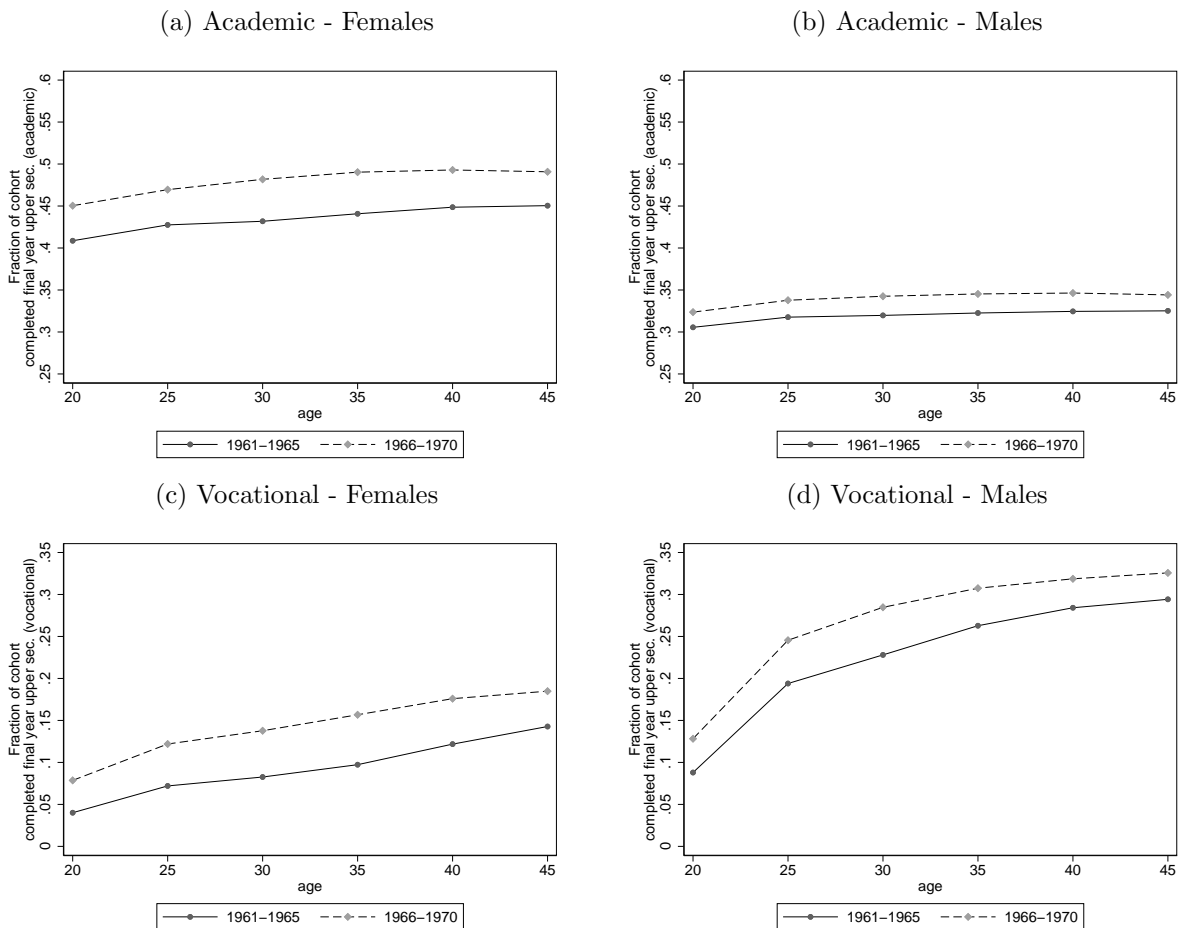 (a) Academic - Females
Fraction of cohort
completed final year upper sec. (academic)
.6
.55
.5
.45
.4
.35
.3
.25
20 25 30 35 40 45
age
1961–1965 1966–1970
(b) Academic - Males
Fraction of cohort
completed final year upper sec. (academic)
.6
.55
.5
.45
.4
.35
.3
.25
20 25 30 35 40 45
age
1961–1965 1966–1970
(c) Vocational - Females
Fraction of cohort
completed final year upper sec. (vocational)
.35
.3
.25
.2
.15
.1
.05
0
20 25 30 35 40 45
age
1961–1965 1966–1970
(d) Vocational - Males
Fraction of cohort
completed final year upper sec. (vocational)
.35
.3
.25
.2
.15
.1
.05
0
20 25 30 35 40 45
age
1961–1965 1966–1970